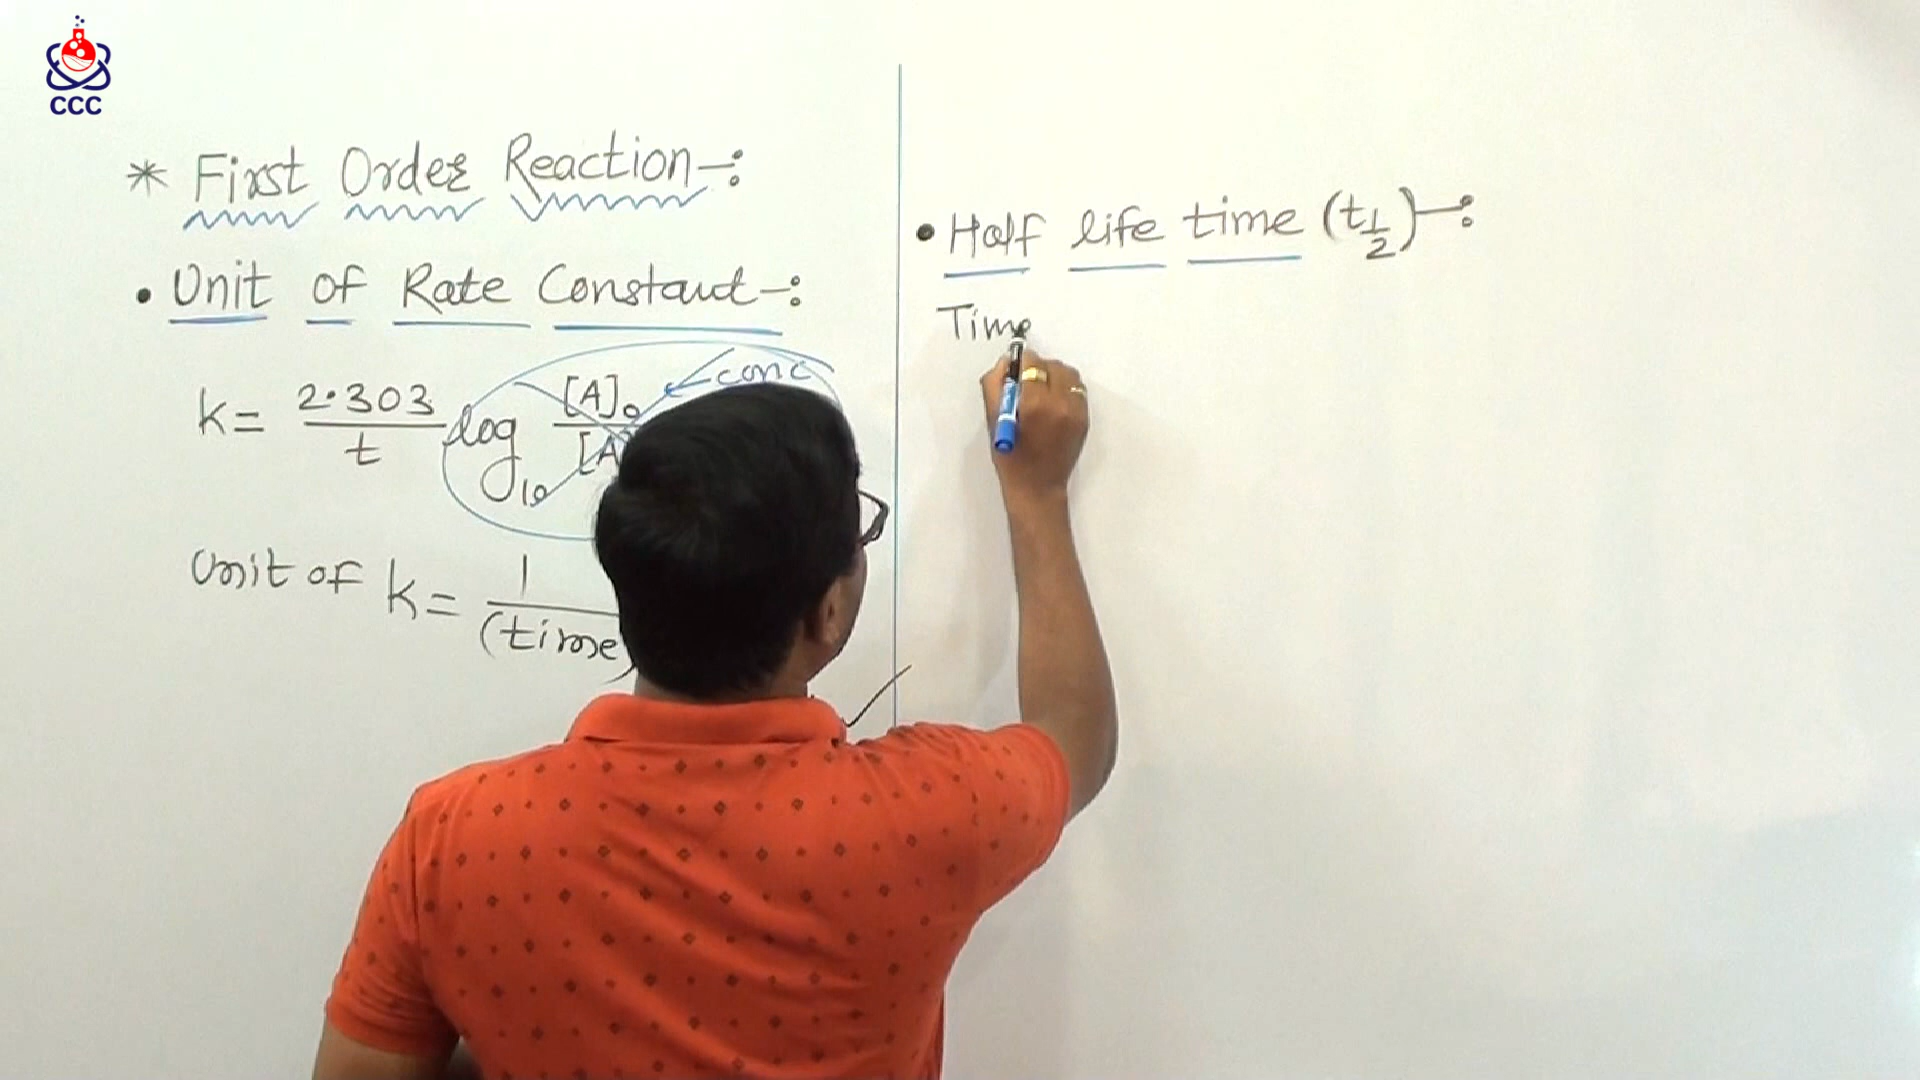 CCC
* First Order Reaction-:
• Unit of Rate Constant-:
k = 2.303/t log10 [A]0/[A] conc
Unit of k = 1/(time)
• Half life time (t1/2)-:
Time